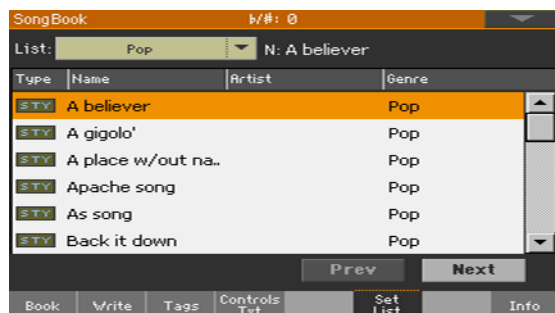 SongBook ♭/#: 0
List: Pop N: A believer
Type Name Artist Genre
STY A believer Pop
STY A gigolo' Pop
STY A place w/out na.. Pop
STY Apache song Pop
STY As song Pop
STY Back it down Pop
Prev Next
Book Write Tags Controls Txt Set List Info